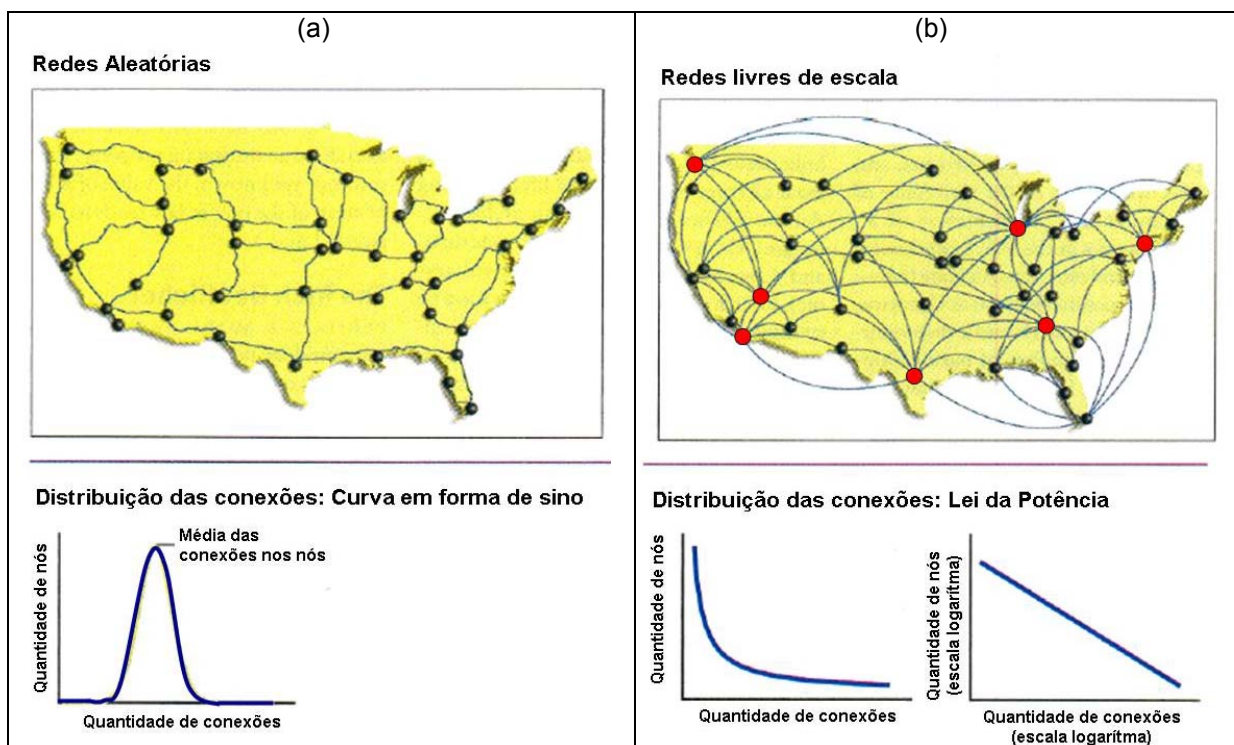 (a)
Redes Aleatórias
Distribuição das conexões: Curva em forma de sino
Média das
conexões nos nós
Quantidade de nós
Quantidade de conexões
(b)
Redes livres de escala
Distribuição das conexões: Lei da Potência
Quantidade de nós
Quantidade de conexões
Quantidade de nós
(escala logarítma)
Quantidade de conexões
(escala logarítma)